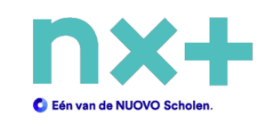 nx+
Eén van de NUOVO Scholen.